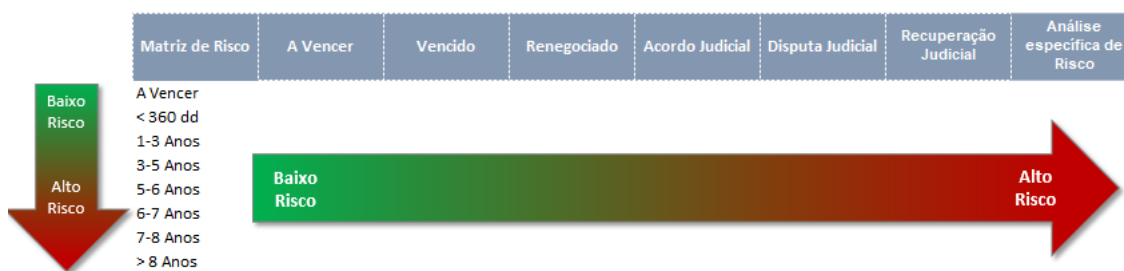 Matriz de Risco A Vencer Vencido Renegociado Acordo Judicial Disputa Judicial Recuperação Judicial Análise específica de Risco
Baixo Risco
Alto Risco
A Vencer
< 360 dd
1-3 Anos
3-5 Anos
5-6 Anos
6-7 Anos
7-8 Anos
> 8 Anos
Baixo Risco
Alto Risco